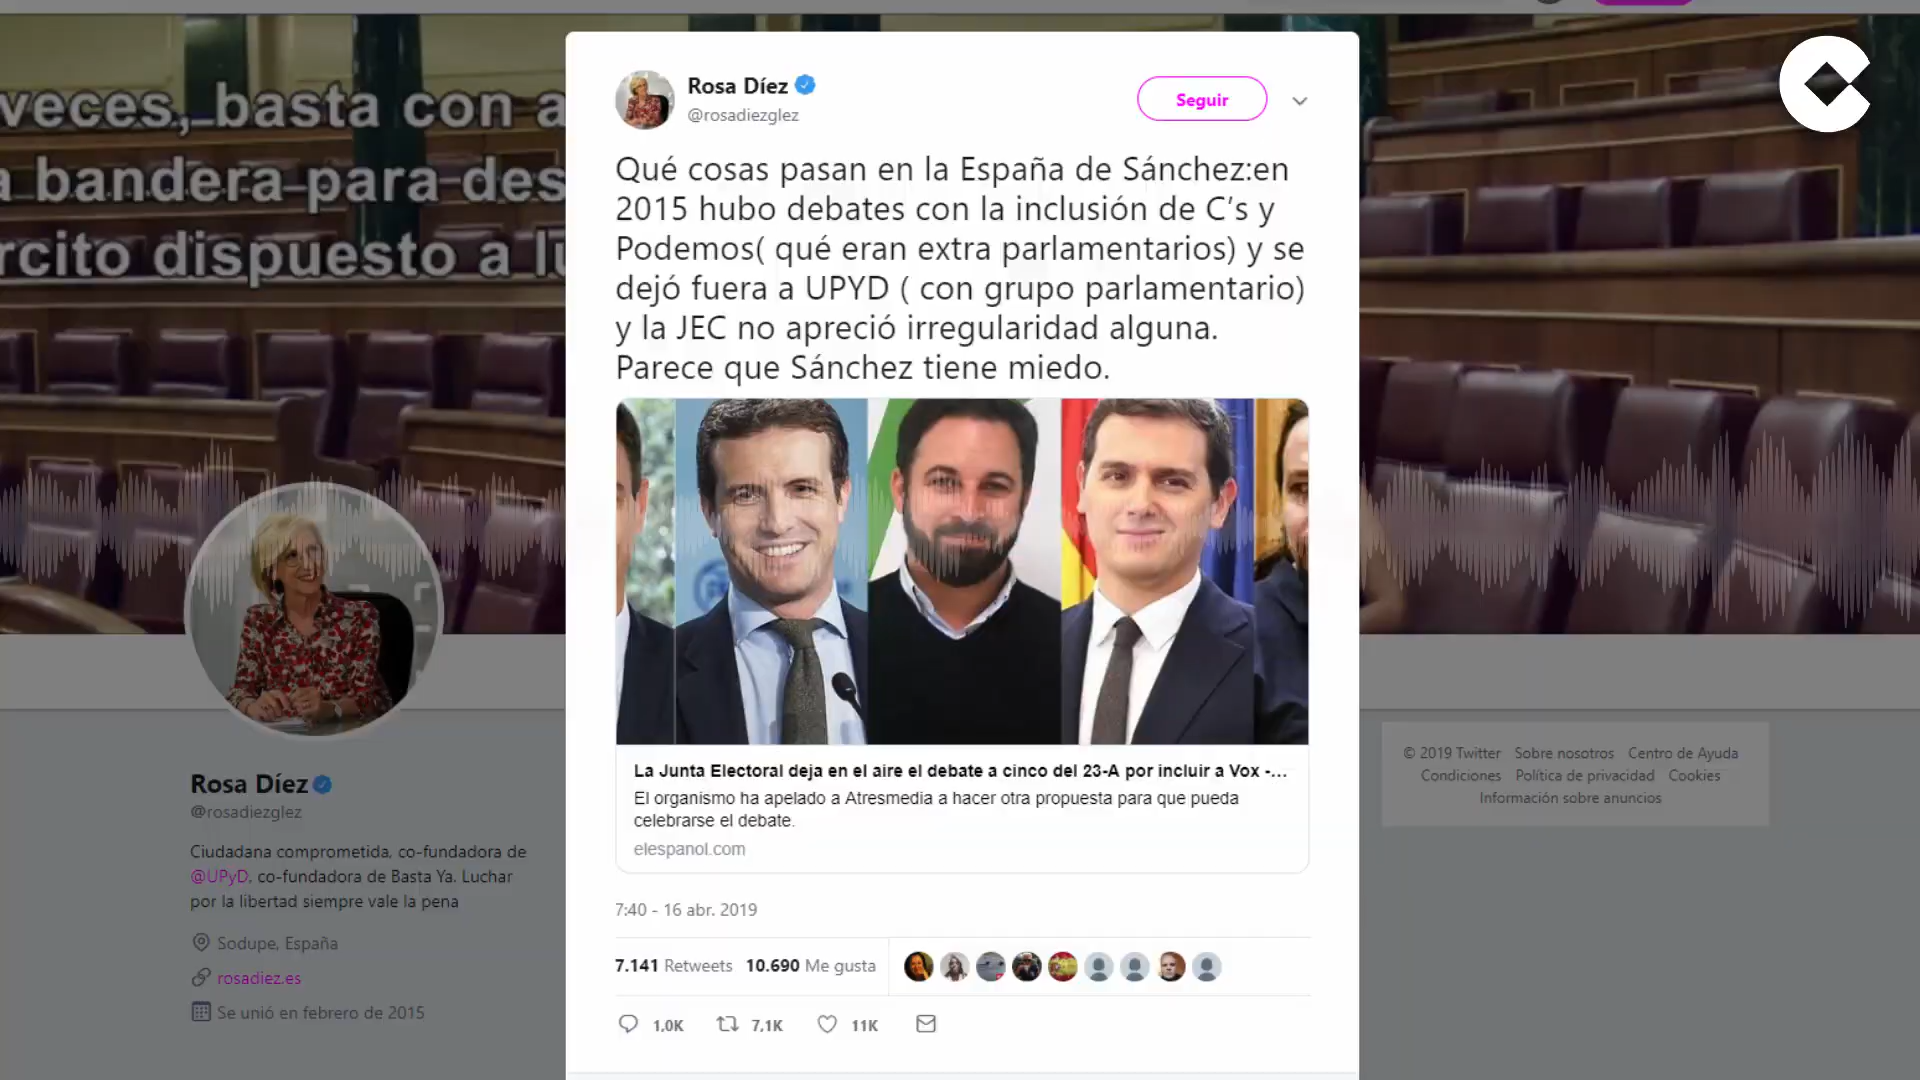 veces, basta con a
a bandera para des
rcito dispuesto a lu
Rosa Díez
@rosadiezglez
Seguir
Qué cosas pasan en la España de Sánchez:en
2015 hubo debates con la inclusión de C’s y
Podemos( qué eran extra parlamentarios) y se
dejó fuera a UPYD ( con grupo parlamentario)
y la JEC no apreció irregularidad alguna.
Parece que Sánchez tiene miedo.
La Junta Electoral deja en el aire el debate a cinco del 23-A por incluir a Vox -...
El organismo ha apelado a Atresmedia a hacer otra propuesta para que pueda
celebrarse el debate.
elespanol.com
7:40 - 16 abr. 2019
7.141 Retweets 10.690 Me gusta
1,0K 7,1K 11K
Rosa Díez
@rosadiezglez
Ciudadana comprometida, co-fundadora de
@UPyD, co-fundadora de Basta Ya. Luchar
por la libertad siempre vale la pena
Sodupe, España
rosadiez.es
Se unió en febrero de 2015
© 2019 Twitter Sobre nosotros Centro de Ayuda
Condiciones Política de privacidad Cookies
Información sobre anuncios